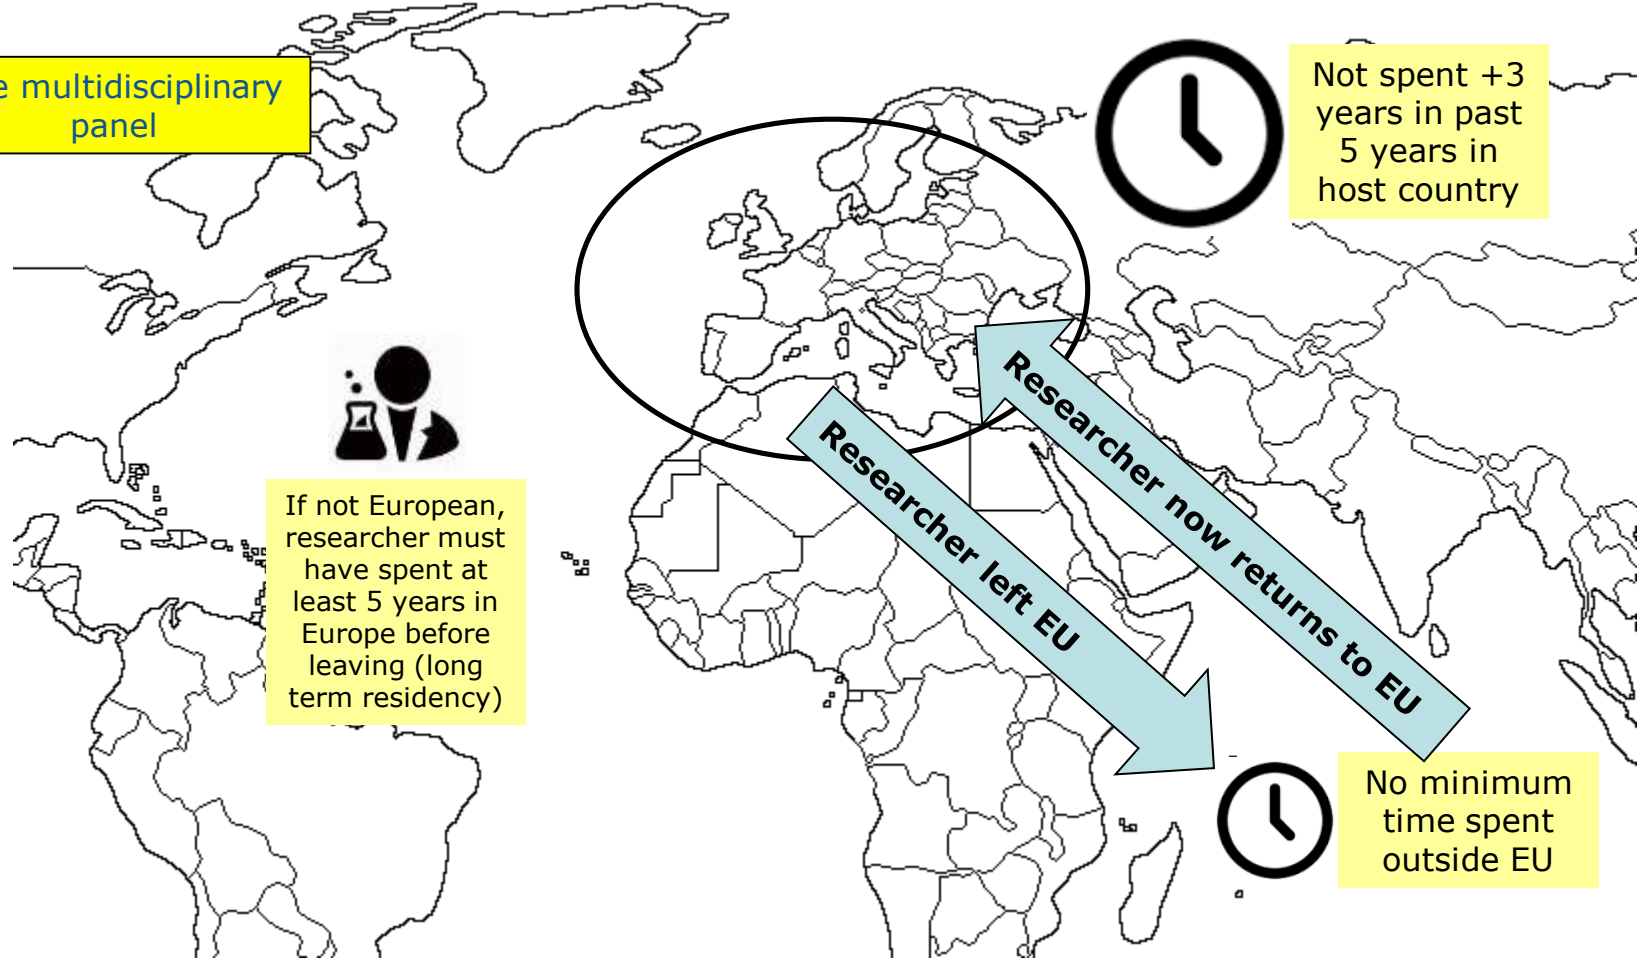 multidisciplinary
panel
Not spent +3
years in past
5 years in
host country
If not European,
researcher must
have spent at
least 5 years in
Europe before
leaving (long
term residency)
Researcher left EU
Researcher now returns to EU
No minimum
time spent
outside EU